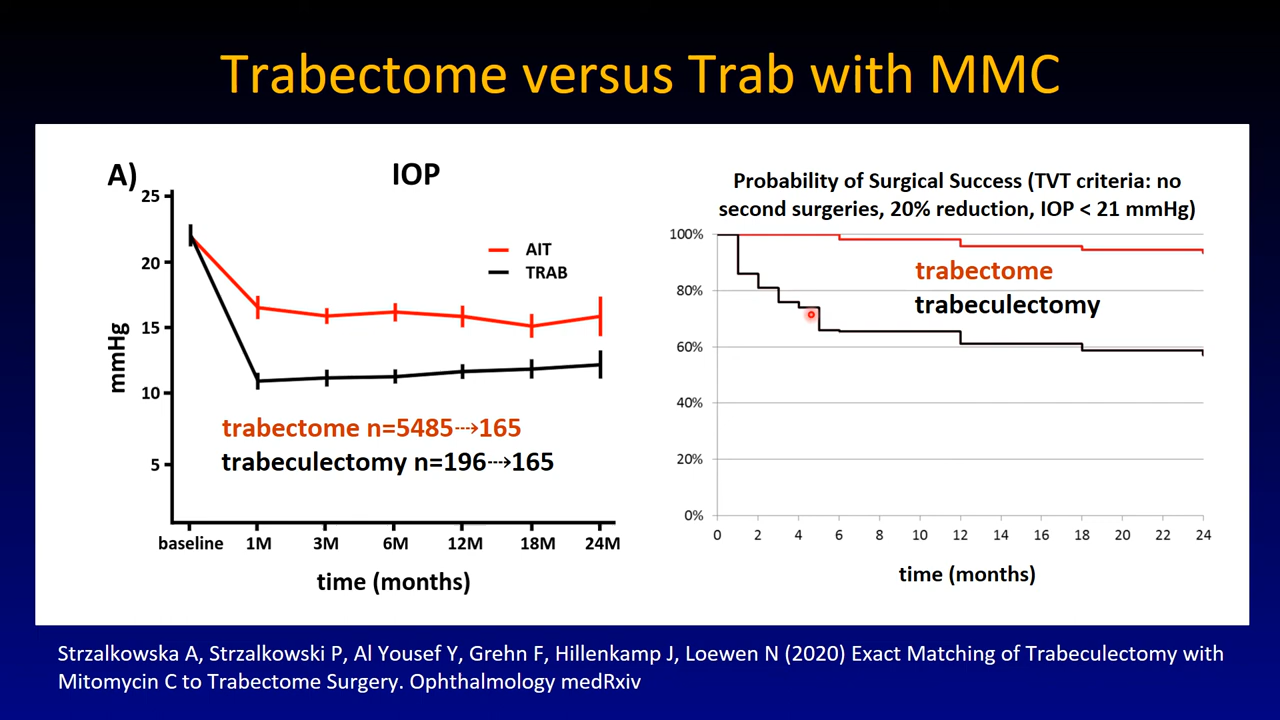 Trabectome versus Trab with MMC
A)
IOP
25
20
15
10
5
mmHg
AIT
TRAB
trabectome n=5485⤏165
trabeculectomy n=196⤏165
baseline 1M 3M 6M 12M 18M 24M
time (months)
Probability of Surgical Success (TVT criteria: no
second surgeries, 20% reduction, IOP < 21 mmHg)
100%
80%
60%
40%
20%
0%
trabectome
trabeculectomy
0 2 4 6 8 10 12 14 16 18 20 22 24
time (months)
Strzalkowska A, Strzalkowski P, Al Yousef Y, Grehn F, Hillenkamp J, Loewen N (2020) Exact Matching of Trabeculectomy with
Mitomycin C to Trabectome Surgery. Ophthalmology medRxiv